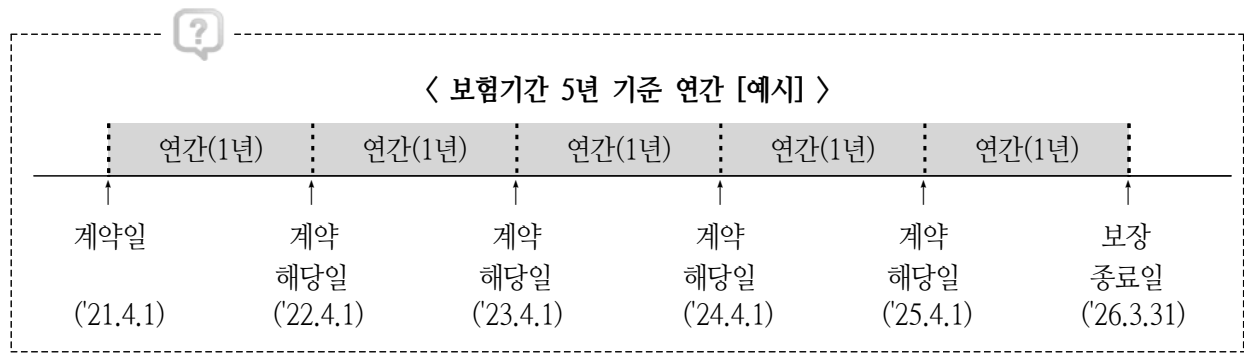 ?
〈 보험기간 5년 기준 연간 [예시] 〉
연간(1년) 연간(1년) 연간(1년) 연간(1년) 연간(1년)
계약일 계약 계약 계약 계약 보장
해당일 해당일 해당일 해당일 종료일
('21.4.1) ('22.4.1) ('23.4.1) ('24.4.1) ('25.4.1) ('26.3.31)